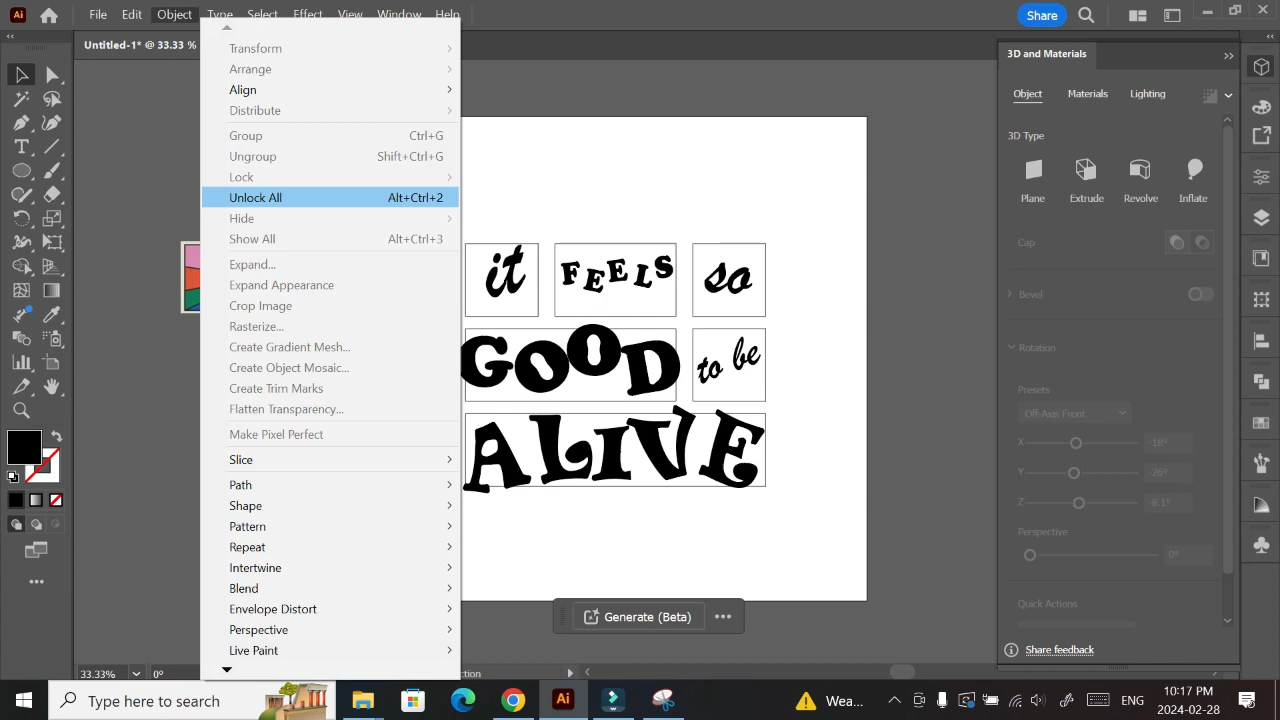 Ai File Edit Object Type Select Effect View Window Help Share
Untitled-1* @ 33.33 %
Transform
Arrange
Align
Distribute
Group Ctrl+G
Ungroup Shift+Ctrl+G
Lock
Unlock All Alt+Ctrl+2
Hide
Show All Alt+Ctrl+3
Expand...
Expand Appearance
Crop Image
Rasterize...
Create Gradient Mesh...
Create Object Mosaic...
Create Trim Marks
Flatten Transparency...
Make Pixel Perfect
Slice
Path
Shape
Pattern
Repeat
Intertwine
Blend
Envelope Distort
Perspective
Live Paint
it FEELS so
GOOD to be
ALIVE
Generate (Beta)
3D and Materials
Object Materials Lighting
3D Type
Plane Extrude Revolve Inflate
Cap
Bevel
Rotation
Presets
Off-Axis Front
X -18°
Y -26°
Z
Perspective
0°
Quick Actions
Share feedback
33.33% 0° ction
Type here to search
Ai
Wea...
ENG
0:17 PM
2024-02-28